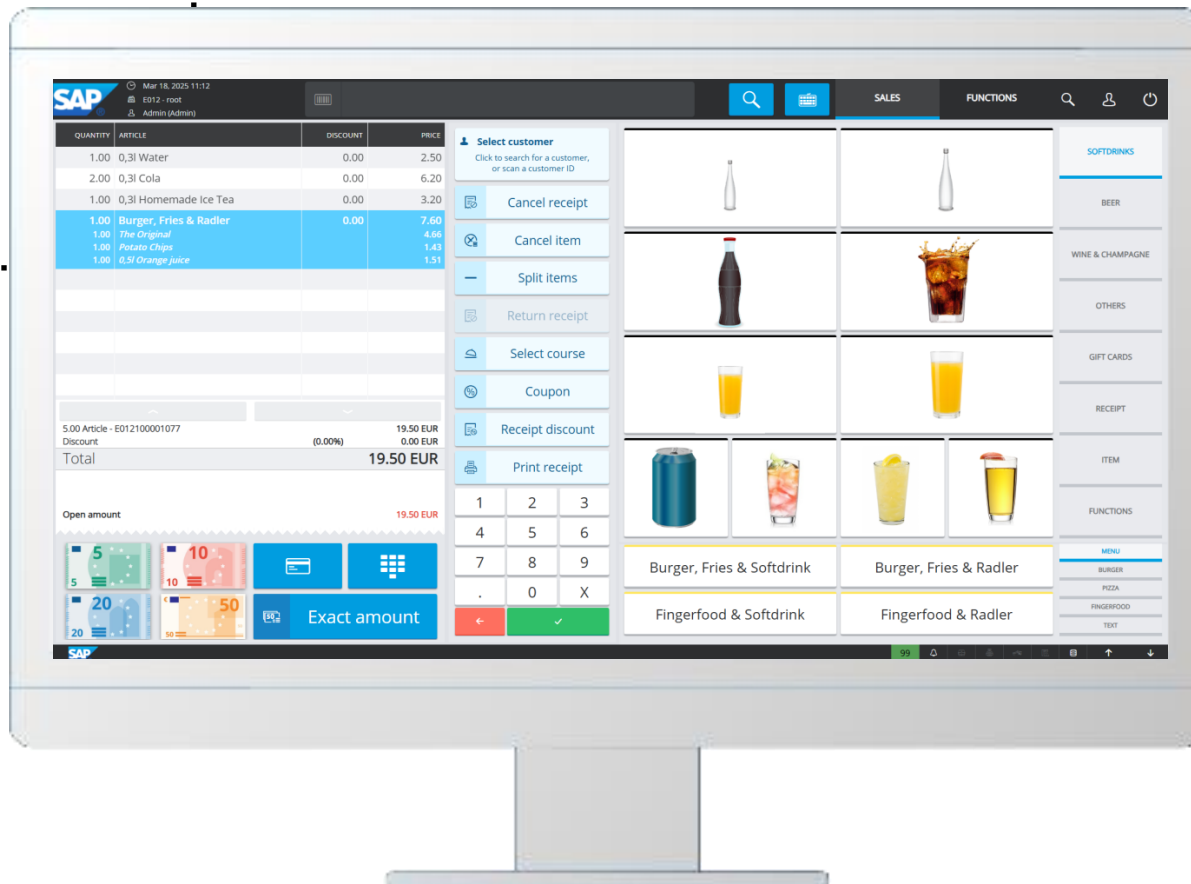 SAP
Mar 18, 2025 11:12
E012 - root
Admin (Admin)
SALES
FUNCTIONS
QUANTITY ARTICLE DISCOUNT PRICE
1.00 0,3l Water 0.00 2.50
2.00 0,3l Cola 0.00 6.20
1.00 0,3l Homemade Ice Tea 0.00 3.20
1.00 Burger, Fries & Radler 0.00 7.60
1.00 The Original 4.66
1.00 Potato Chips 1.43
1.00 0,5l Orange juice 1.51
5.00 Article - E012100001077 19.50 EUR
Discount (0.00%) 0.00 EUR
Total 19.50 EUR
Open amount 19.50 EUR
5
5
10
10
20
20
50
50
Exact amount
Select customer
Click to search for a customer,
or scan a customer ID
Cancel receipt
Cancel item
Split items
Return receipt
Select course
Coupon
Receipt discount
Print receipt
1 2 3
4 5 6
7 8 9
. 0 X
Burger, Fries & Softdrink
Burger, Fries & Radler
Fingerfood & Softdrink
Fingerfood & Radler
SOFTDRINKS
BEER
WINE & CHAMPAGNE
OTHERS
GIFT CARDS
RECEIPT
ITEM
FUNCTIONS
MENU
BURGER
PIZZA
FINGERFOOD
TEXT
SAP
99